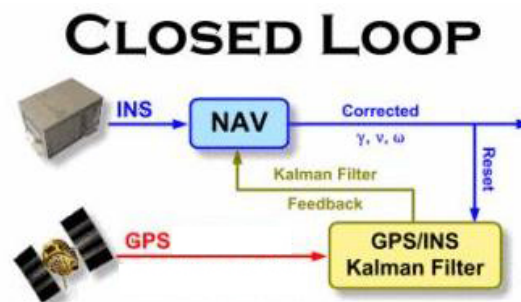 CLOSED LOOP
INS
NAV
Corrected
γ, ν, ω
Reset
Kalman Filter
Feedback
GPS
GPS/INS
Kalman Filter